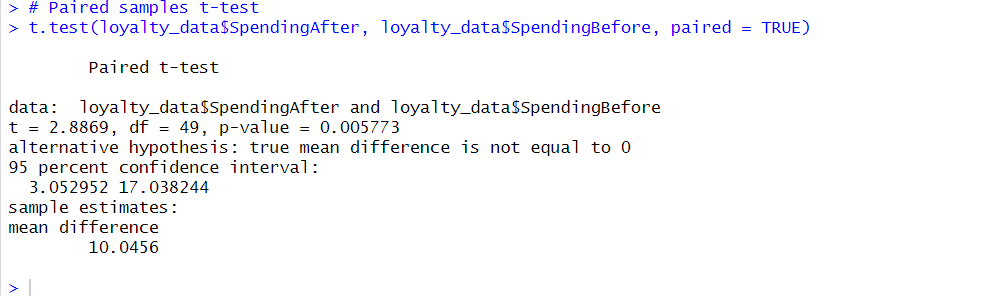 > # Paired samples t-test
> t.test(loyalty_data$SpendingAfter, loyalty_data$SpendingBefore, paired = TRUE)
Paired t-test
data:  loyalty_data$SpendingAfter and loyalty_data$SpendingBefore
t = 2.8869, df = 49, p-value = 0.005773
alternative hypothesis: true mean difference is not equal to 0
95 percent confidence interval:
3.052952 17.038244
sample estimates:
mean difference
10.0456
>